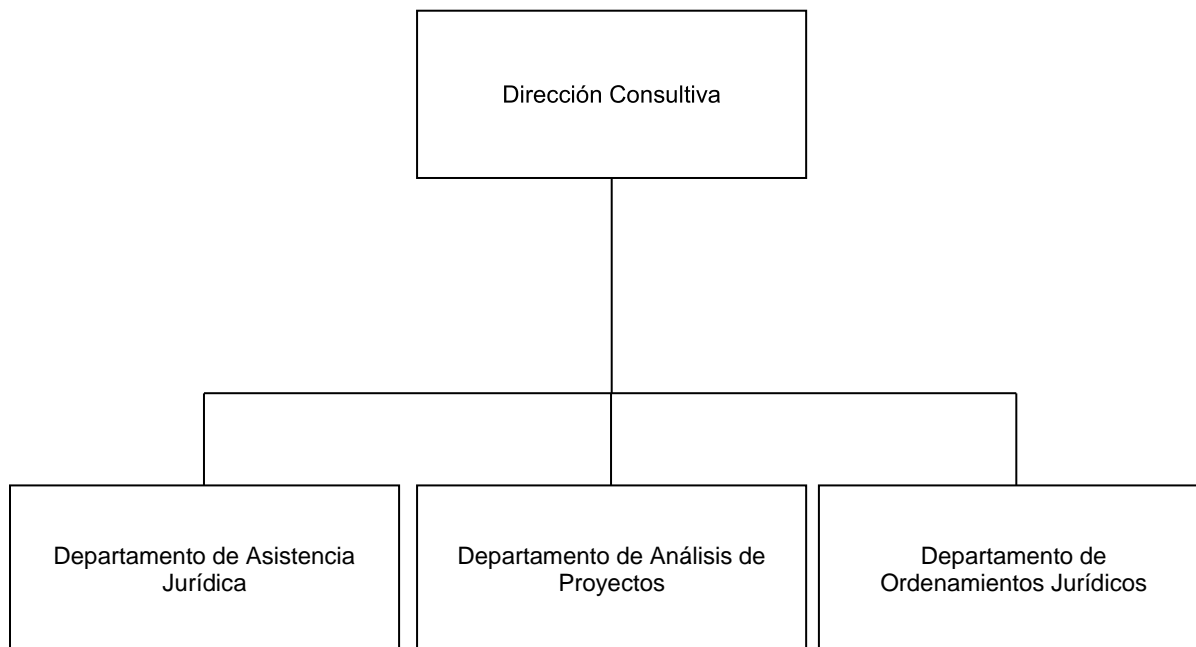 Dirección Consultiva
Departamento de Asistencia
Jurídica
Departamento de Análisis de
Proyectos
Departamento de
Ordenamientos Jurídicos